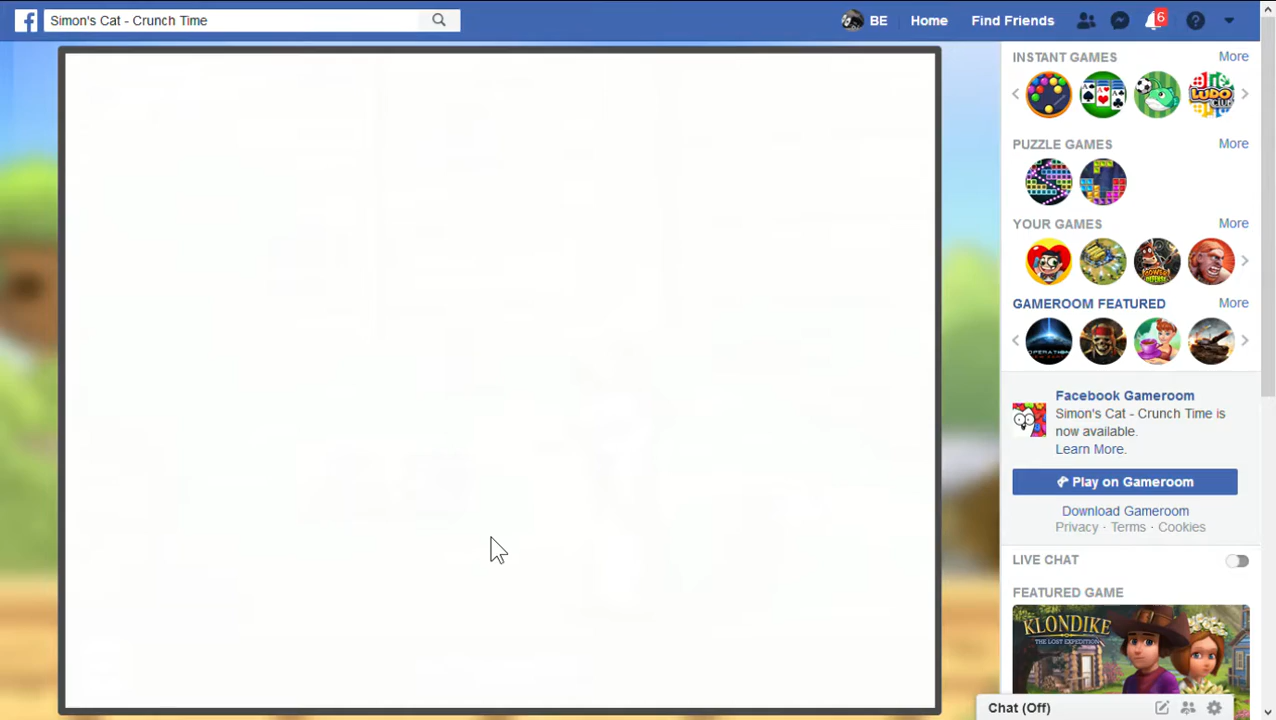 Simon's Cat - Crunch Time
BE
Home
Find Friends
6
INSTANT GAMES
More
LUDO
CLUB
PUZZLE GAMES
More
YOUR GAMES
More
GAMEROOM FEATURED
More
Facebook Gameroom
Simon's Cat - Crunch Time is
now available.
Learn More.
Play on Gameroom
Download Gameroom
Privacy · Terms · Cookies
LIVE CHAT
FEATURED GAME
KLONDIKE
THE LOST EXPEDITION
Chat (Off)